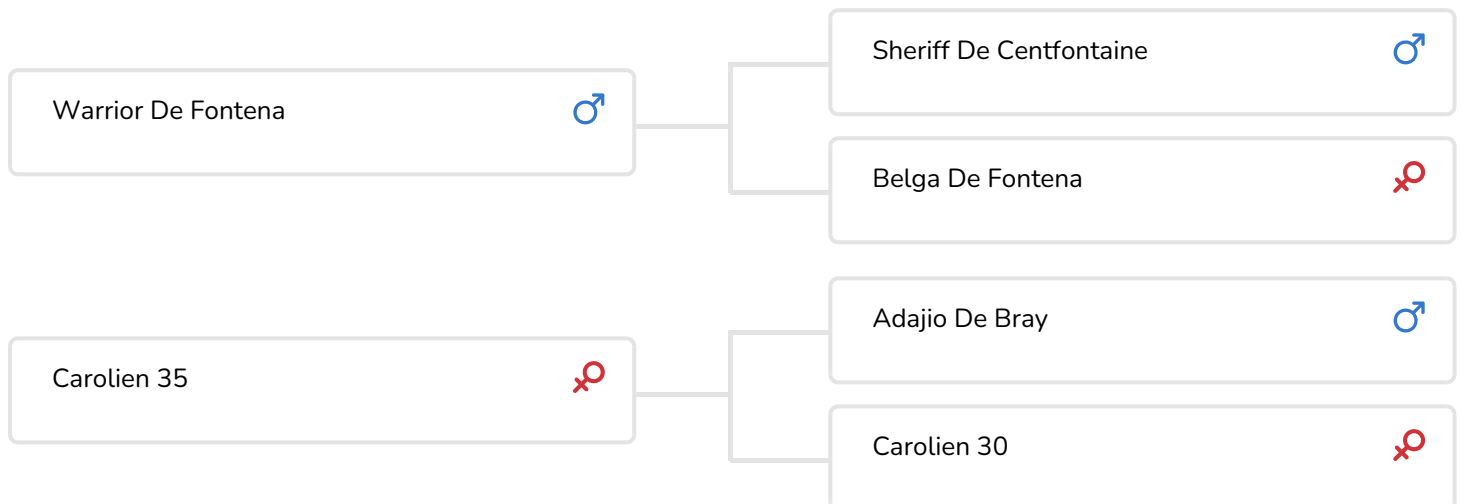 Sheriff De Centfontaine
Warrior De Fontena
Belga De Fontena
Adajio De Bray
Carolien 35
Carolien 30